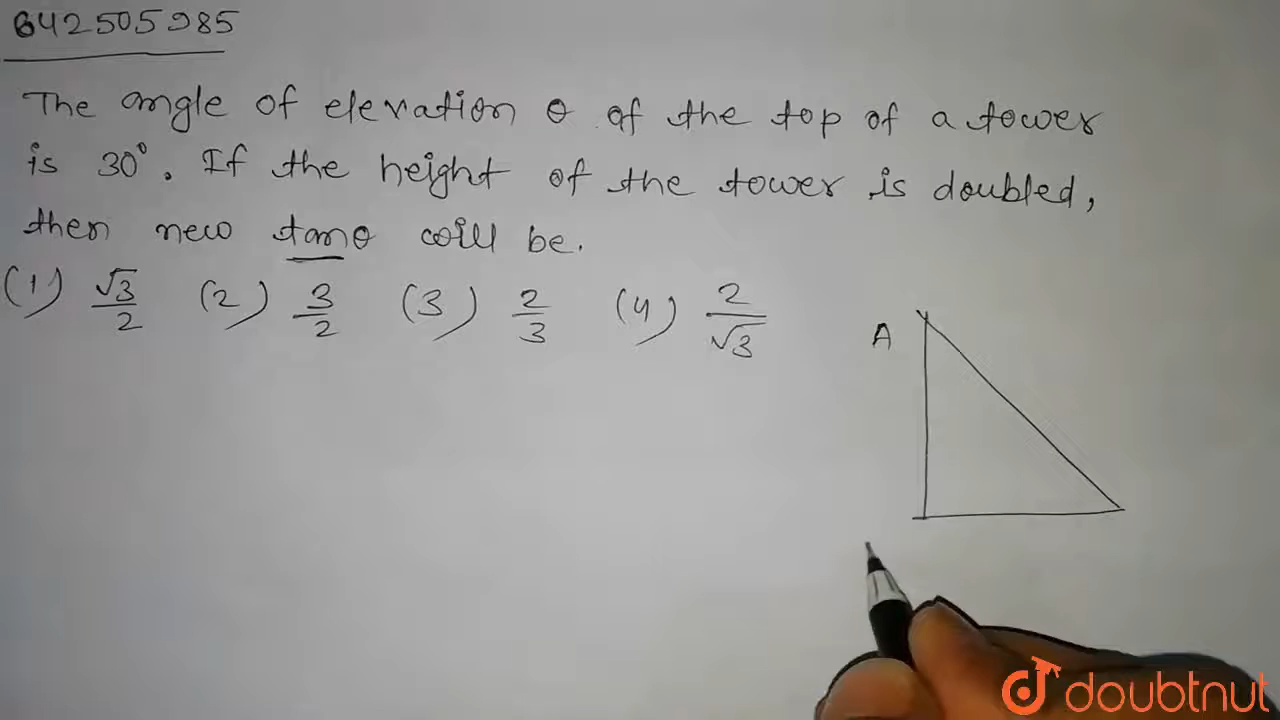 642505985
The angle of elevation θ of the top of a tower
is 30°. If the height of the tower is doubled,
then new tanθ will be.
(1) √3/2 (2) 3/2 (3) 2/3 (4) 2/√3
A
doubtnut